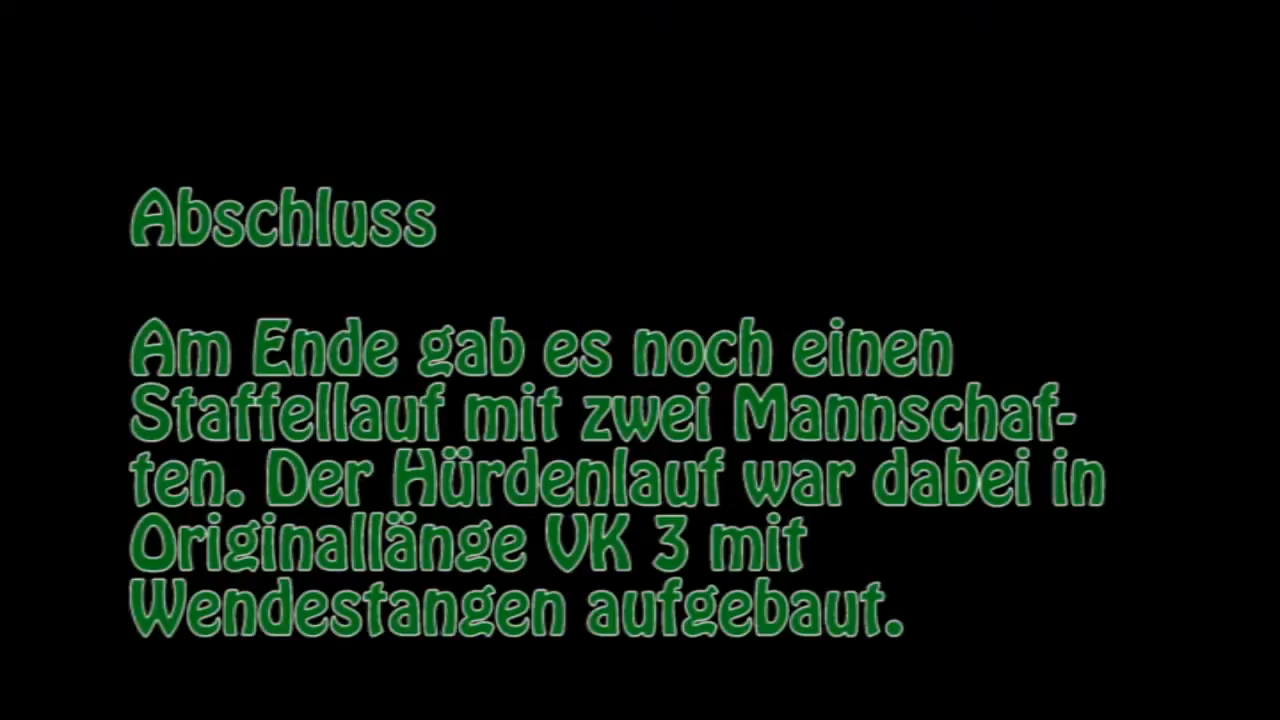 Abschluss
Am Ende gab es noch einen
Staffellauf mit zwei Mannschaf-
ten. Der Hürdenlauf war dabei in
Originallänge VK 3 mit
Wendestangen aufgebaut.